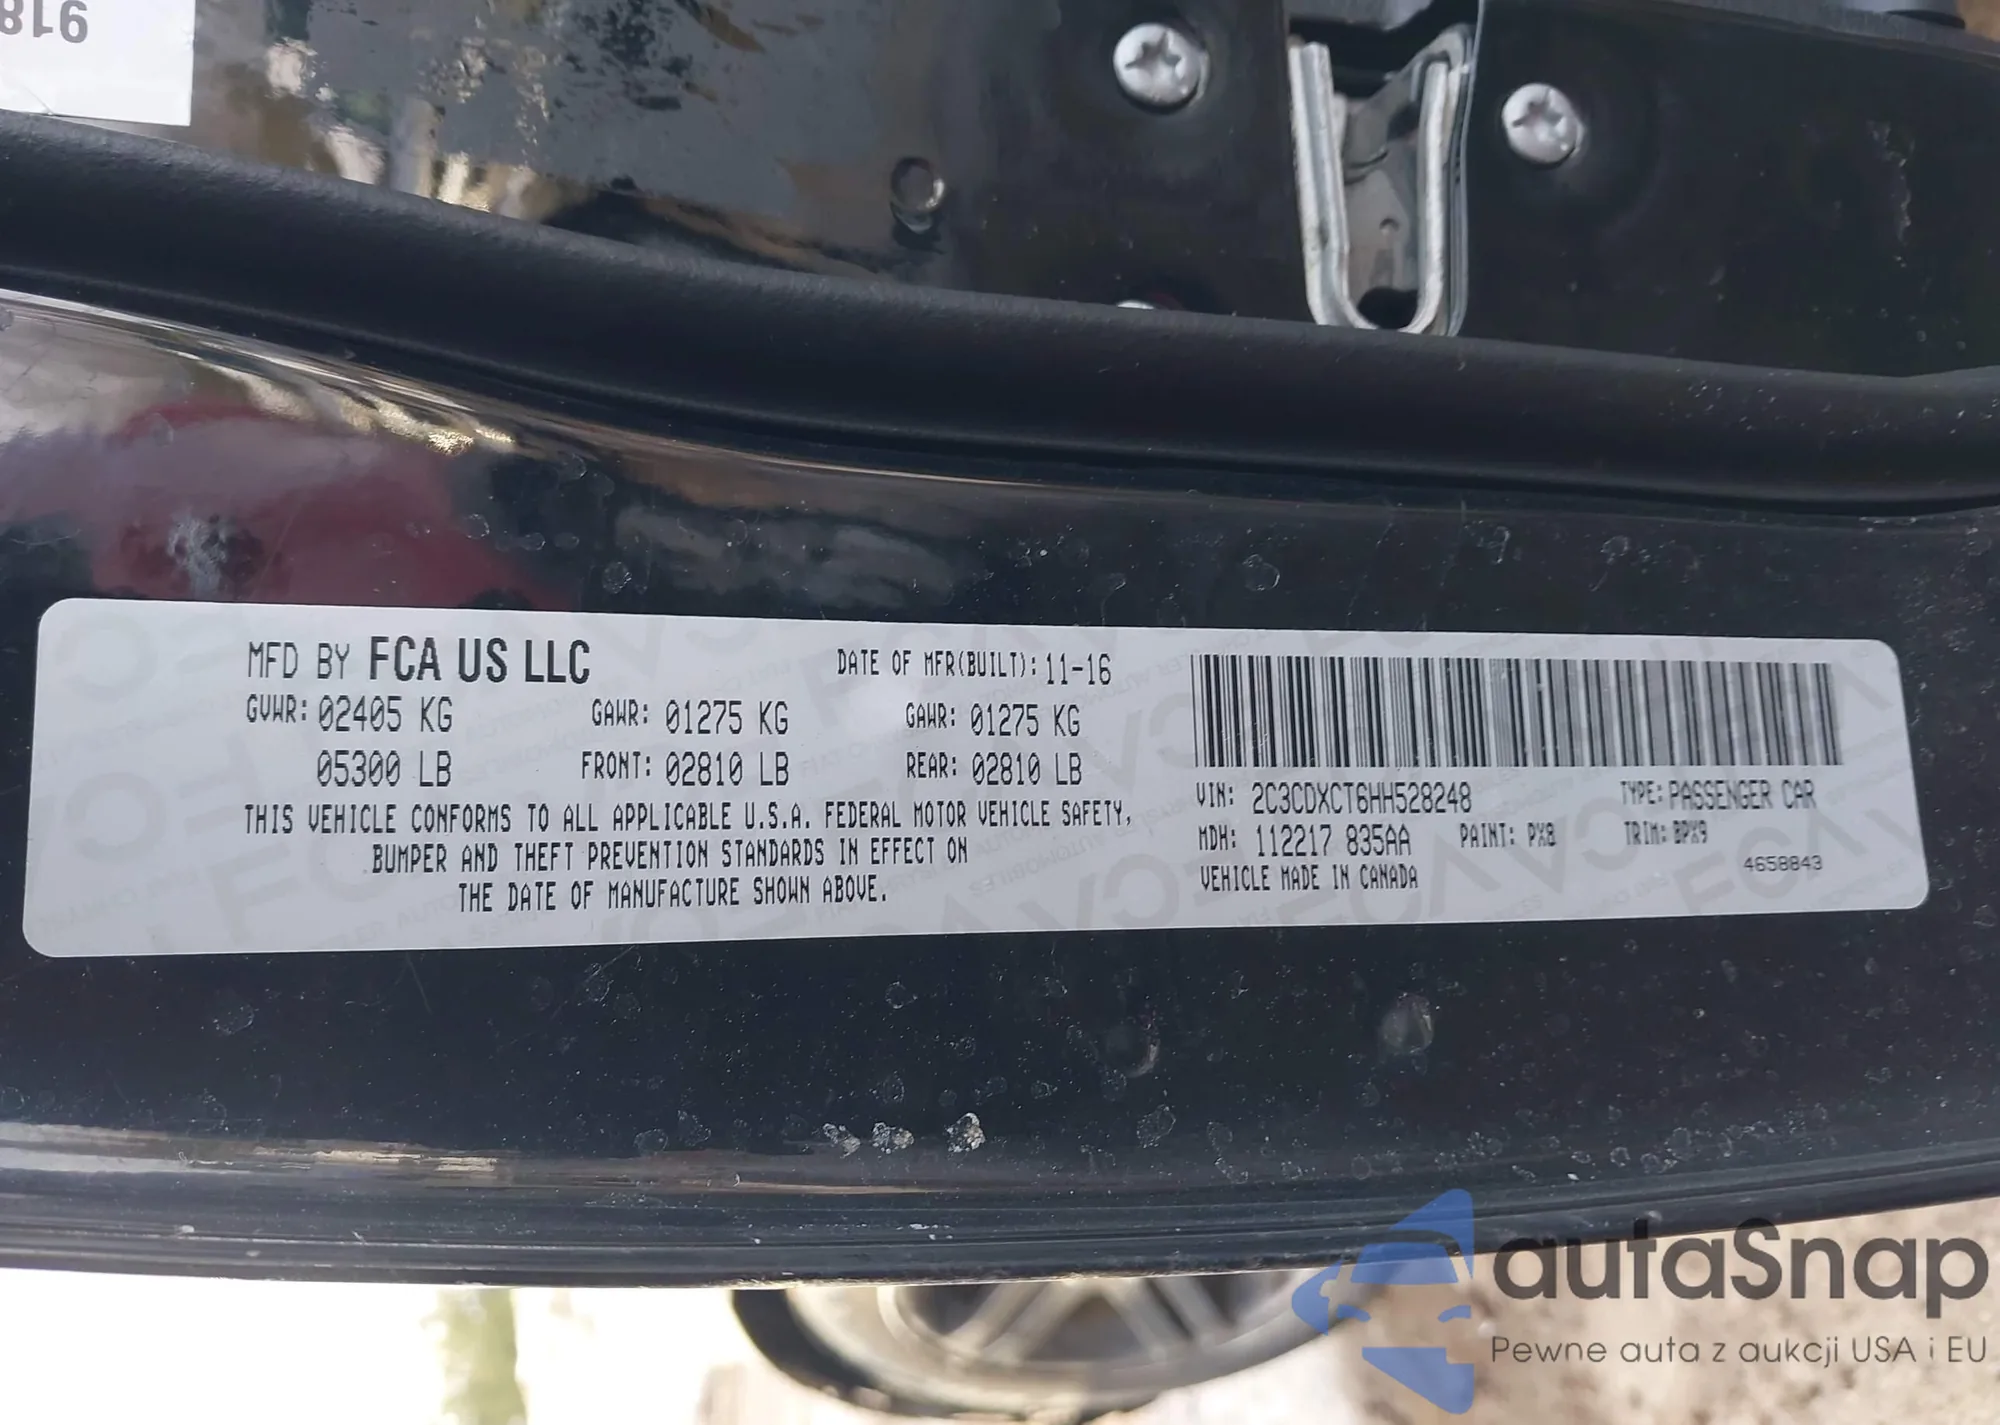 918
MFD BY FCA US LLC
DATE OF MFR(BUILT): 11-16
GVWR: 02405 KG GAWR: 01275 KG GAWR: 01275 KG
05300 LB FRONT: 02810 LB REAR: 02810 LB
THIS VEHICLE CONFORMS TO ALL APPLICABLE U.S.A. FEDERAL MOTOR VEHICLE SAFETY,
BUMPER AND THEFT PREVENTION STANDARDS IN EFFECT ON
THE DATE OF MANUFACTURE SHOWN ABOVE.
VIN: 2C3CDXCT6HH528248 TYPE: PASSENGER CAR
MDH: 112217 835AA PAINT: PX8 TRIM: BPX9
VEHICLE MADE IN CANADA 4658843
autaSnap
Pewne auta z aukcji USA i EU